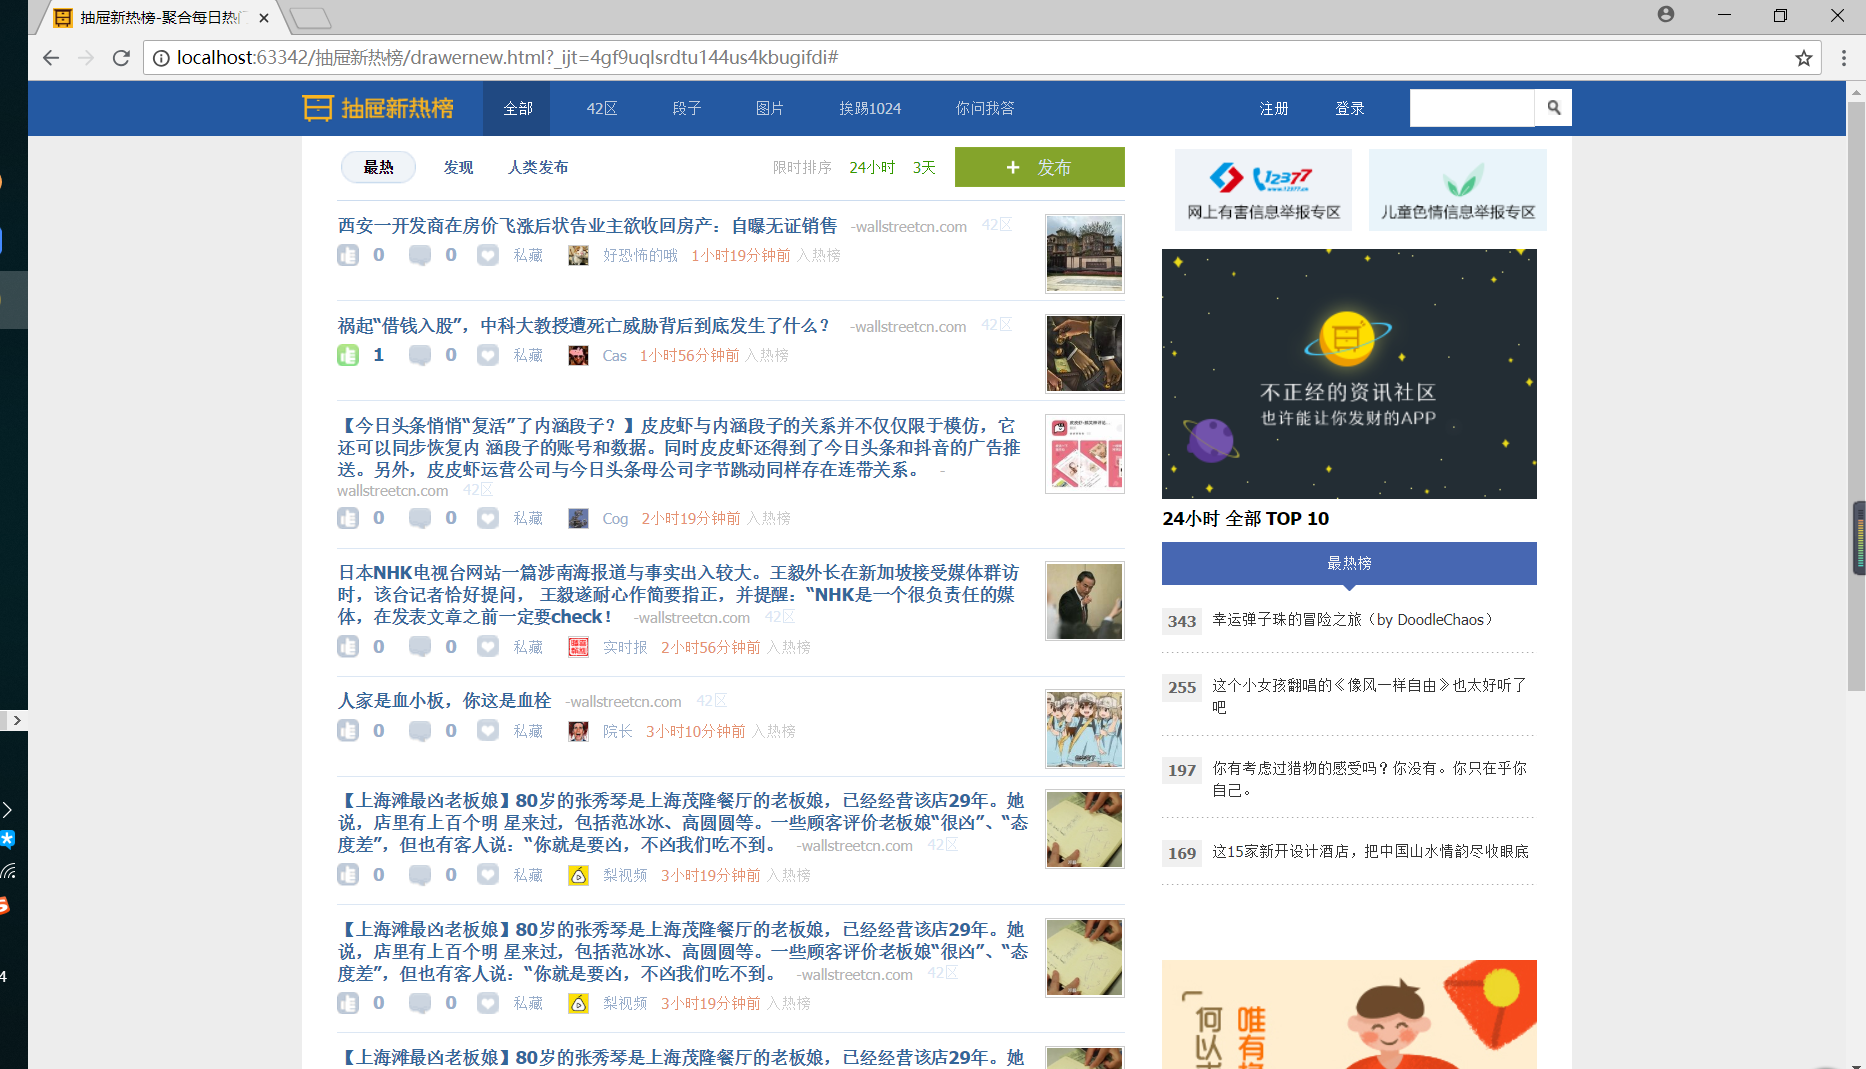 抽屉新热榜-聚合每日热门
localhost:63342/抽屉新热榜/drawernew.html?_ijt=4gf9uqlsrdtu144us4kbugifdi#
抽屉新热榜 全部 42区 段子 图片 挨踢1024 你问我答 注册 登录
最热 发现 人类发布 限时排序 24小时 3天 + 发布
西安一开发商在房价飞涨后状告业主欲收回房产：自曝无证销售 -wallstreetcn.com 42区
0 0 私藏 好恐怖的哦 1小时19分钟前 入热榜
祸起“借钱入股”，中科大教授遭死亡威胁背后到底发生了什么？ -wallstreetcn.com 42区
1 0 私藏 Cas 1小时56分钟前 入热榜
【今日头条悄悄“复活”了内涵段子？】皮皮虾与内涵段子的关系并不仅仅限于模仿，它
还可以同步恢复内 涵段子的账号和数据。同时皮皮虾还得到了今日头条和抖音的广告推
送。另外，皮皮虾运营公司与今日头条母公司字节跳动同样存在连带关系。 -
wallstreetcn.com 42区
0 0 私藏 Cog 2小时19分钟前 入热榜
日本NHK电视台网站一篇涉南海报道与事实出入较大。王毅外长在新加坡接受媒体群访
时，该台记者恰好提问， 王毅遂耐心作简要指正，并提醒：“NHK是一个很负责任的媒
体，在发表文章之前一定要check！ -wallstreetcn.com 42区
0 0 私藏 实时报 2小时56分钟前 入热榜
人家是血小板，你这是血栓 -wallstreetcn.com 42区
0 0 私藏 院长 3小时10分钟前 入热榜
【上海滩最凶老板娘】80岁的张秀琴是上海茂隆餐厅的老板娘，已经经营该店29年。她
说，店里有上百个明 星来过，包括范冰冰、高圆圆等。一些顾客评价老板娘“很凶”、“态
度差”，但也有客人说：“你就是要凶，不凶我们吃不到。 -wallstreetcn.com 42区
0 0 私藏 梨视频 3小时19分钟前 入热榜
【上海滩最凶老板娘】80岁的张秀琴是上海茂隆餐厅的老板娘，已经经营该店29年。她
说，店里有上百个明 星来过，包括范冰冰、高圆圆等。一些顾客评价老板娘“很凶”、“态
度差”，但也有客人说：“你就是要凶，不凶我们吃不到。 -wallstreetcn.com 42区
0 0 私藏 梨视频 3小时19分钟前 入热榜
【上海滩最凶老板娘】80岁的张秀琴是上海茂隆餐厅的老板娘，已经经营该店29年。她
12377
www.12377.cn
网上有害信息举报专区
儿童色情信息举报专区
不正经的资讯社区
也许能让你发财的APP
24小时 全部 TOP 10
最热榜
343 幸运弹子珠的冒险之旅（by DoodleChaos）
255 这个小女孩翻唱的《像风一样自由》也太好听了
吧
197 你有考虑过猎物的感受吗？你没有。你只在乎你
自己。
169 这15家新开设计酒店，把中国山水情韵尽收眼底
何以
唯有
4